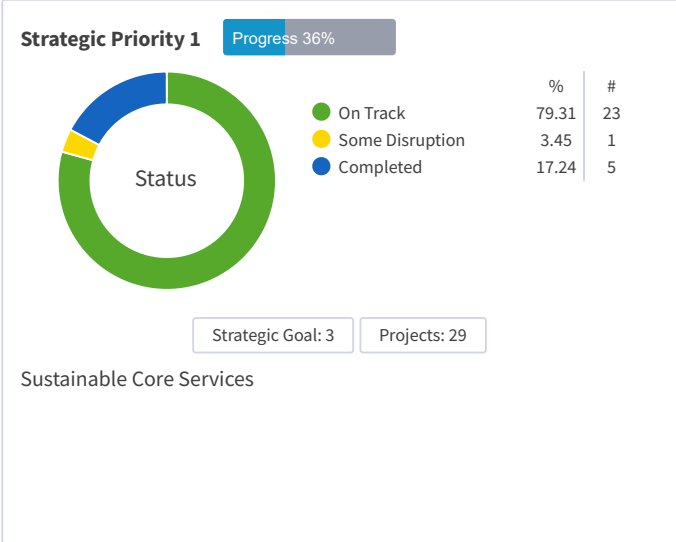 Strategic Priority 1 Progress 36%
% #
On Track 79.31 23
Some Disruption 3.45 1
Completed 17.24 5
Status
Strategic Goal: 3 Projects: 29
Sustainable Core Services